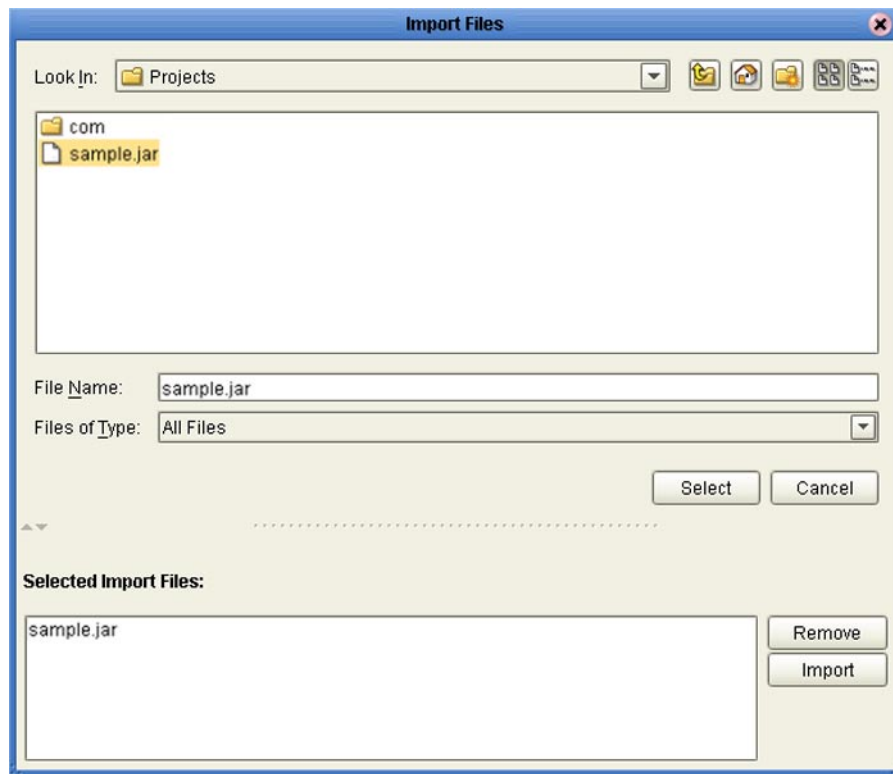 Import Files
Look In: Projects
com
sample.jar
File Name: sample.jar
Files of Type: All Files
Select Cancel
Selected Import Files:
sample.jar
Remove
Import